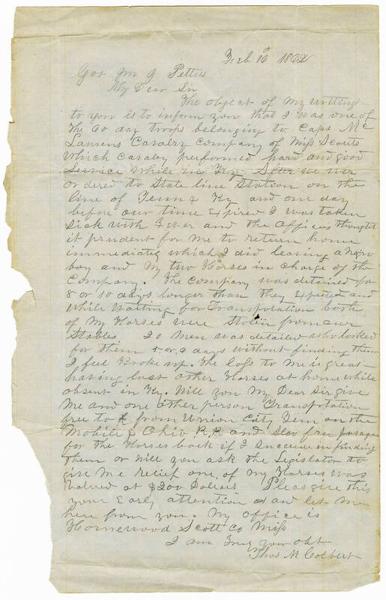 Feb 10 1862
Gov Jno J Pettus
My Dear Sir
The object of my writing
to you is to inform you that I was one of
The 60 day troops belonging to Capt Mc
Cavalry Company of Miss Scouts
Which Cavalry performed hard and good
Service While in Ky After we were
ordered to State line Station on the
line of Tenn & Ky and one day
before our time Expired I was taken
Sick with fever and the Officers thought
it prudent for Me to return home
immediately which I did leaving a Negro
boy and My two Horses in charge of the
Company. The Company was detained for
8 or 10 days longer than they Expected and
While Waiting for Transportation both
of My Horses were Stolen from our
Stables. 20 Men was detailed who looked
for them 8 or 9 days without finding them
I feel Broke up. The Loss to Me is great
having lost other Horses at home while
absent in Ky. Will you My Dear Sir give
Me and one other person Transportation
free to & from Union City Tenn on the
Mobile & Ohio R. R. also free passage
for the Horses back if I Succeed in finding
them or Will you ask the Legislator to
give Me relief one of my Horses was
valued at $200 Dollars Please give this
your Early attention and let me
here from you. My office is
Homewood Scott Co Miss
I am Truly your obt
Thos M Colbert